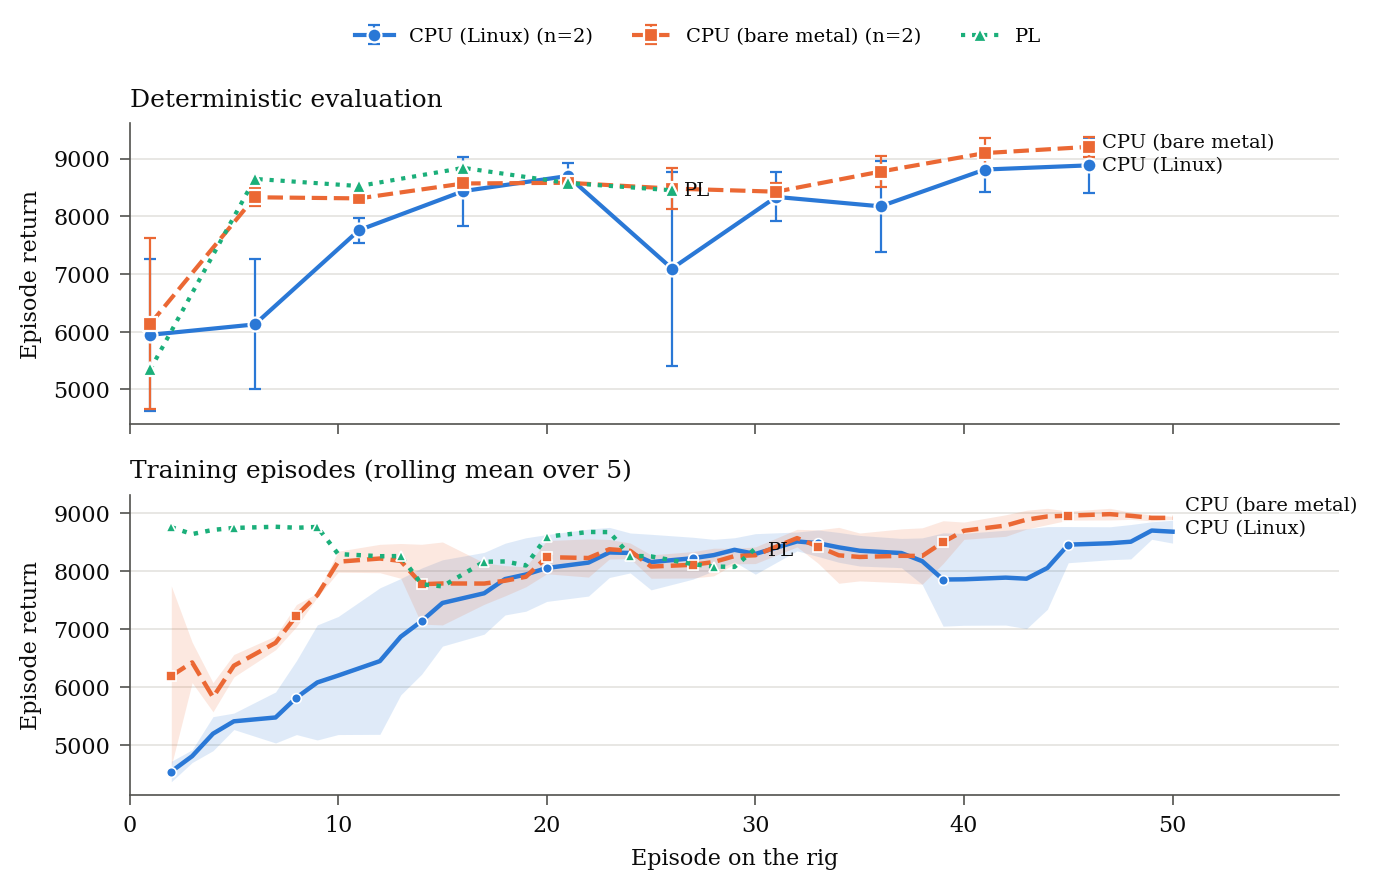 CPU (Linux) (n=2) CPU (bare metal) (n=2) PL
Deterministic evaluation
Episode return
9000
8000
7000
6000
5000
CPU (bare metal)
CPU (Linux)
PL
Training episodes (rolling mean over 5)
Episode return
9000
8000
7000
6000
5000
CPU (bare metal)
CPU (Linux)
PL
0 10 20 30 40 50
Episode on the rig